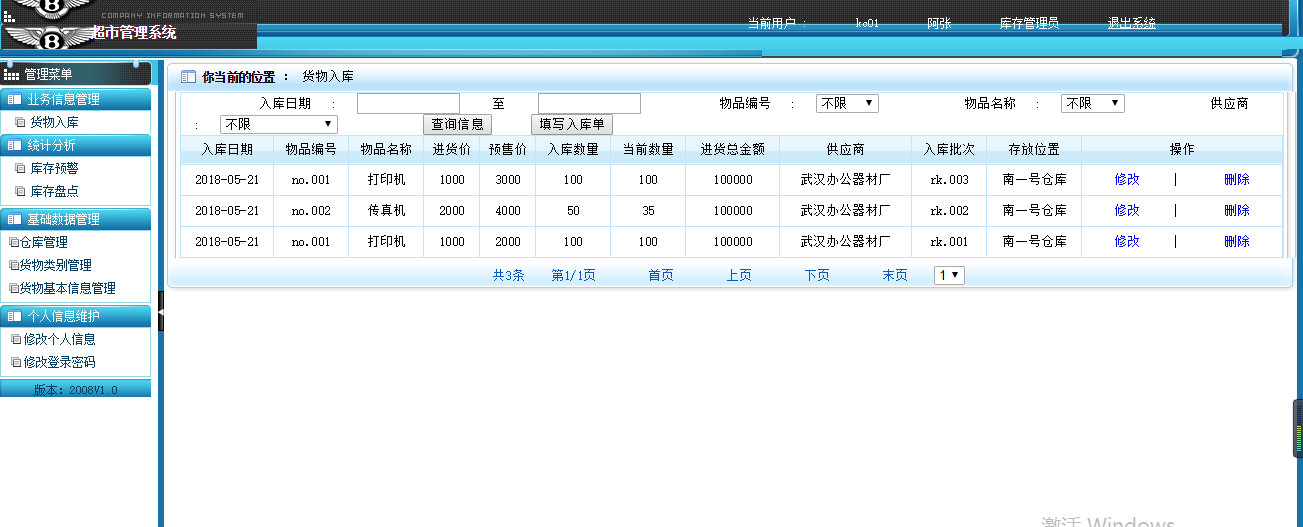 COMPANY INFORMATION SYSTEM
超市管理系统
当前用户 : kc01 阿张 库存管理员 退出系统
管理菜单
业务信息管理
货物入库
统计分析
库存预警
库存盘点
基础数据管理
仓库管理
货物类别管理
货物基本信息管理
个人信息维护
修改个人信息
修改登录密码
版本: 2008V1.0
你当前的位置 : 货物入库
入库日期 : 至 物品编号 : 不限 物品名称 : 不限 供应商
: 不限 查询信息 填写入库单
入库日期 物品编号 物品名称 进货价 预售价 入库数量 当前数量 进货总金额 供应商 入库批次 存放位置 操作
2018-05-21 no.001 打印机 1000 3000 100 100 100000 武汉办公器材厂 rk.003 南一号仓库 修改 | 删除
2018-05-21 no.002 传真机 2000 4000 50 35 100000 武汉办公器材厂 rk.002 南一号仓库 修改 | 删除
2018-05-21 no.001 打印机 1000 2000 100 100 100000 武汉办公器材厂 rk.001 南一号仓库 修改 | 删除
共3条 第1/1页 首页 上页 下页 末页 1
激活 Windows